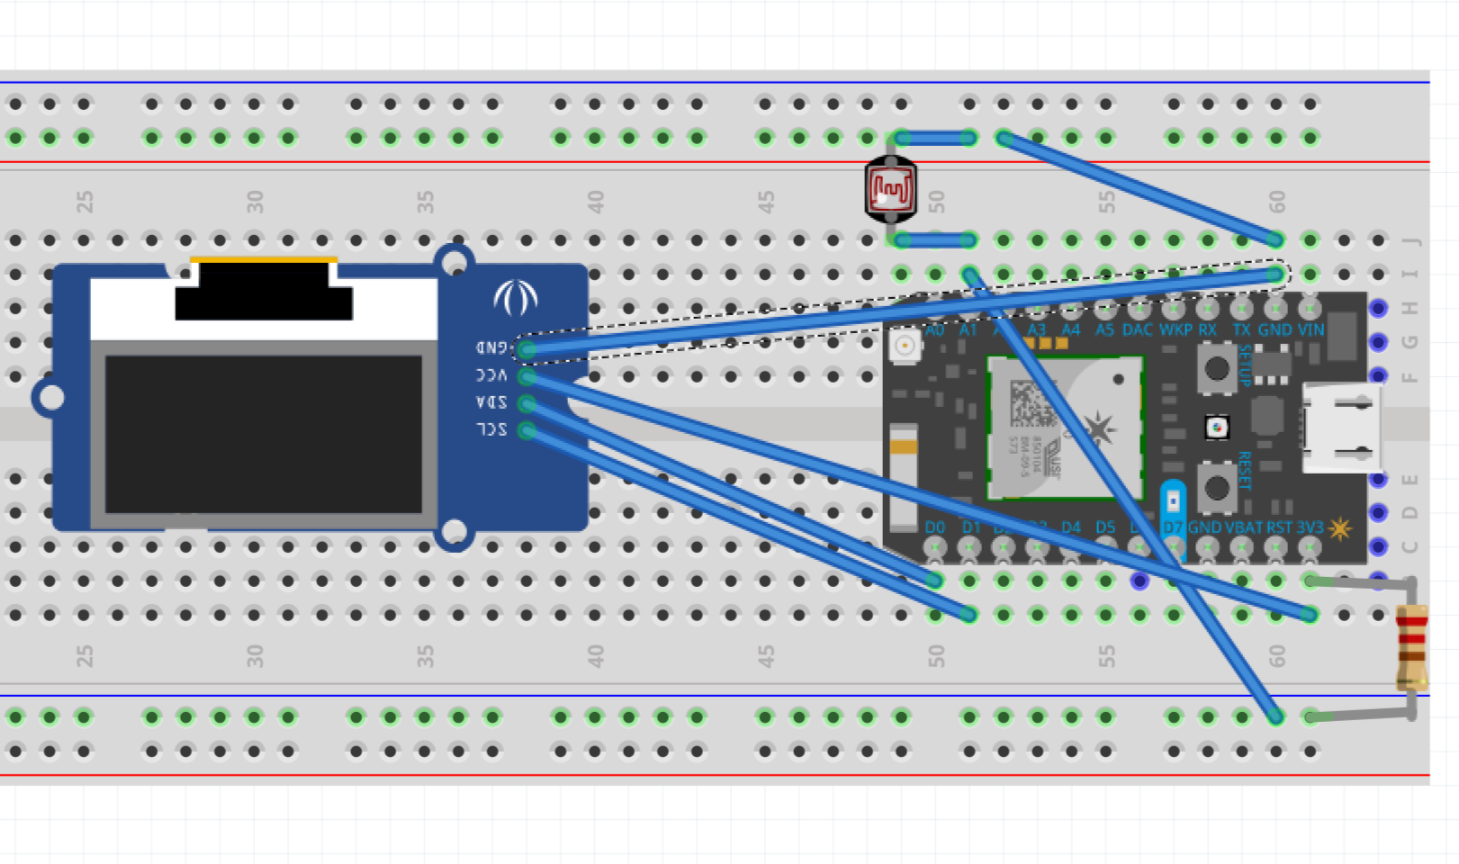 25 30 35 40 45 50 55 60
J
I
H
G
F
A0 A1 A3 A4 A5 DAC WKP RX TX GND VIN
SETUP
GND
VCC
SDA
SCL
RESET
E
D
C
D0 D1 D4 D5 D7 GND VBAT RST 3V3
25 30 35 40 45 50 55 60